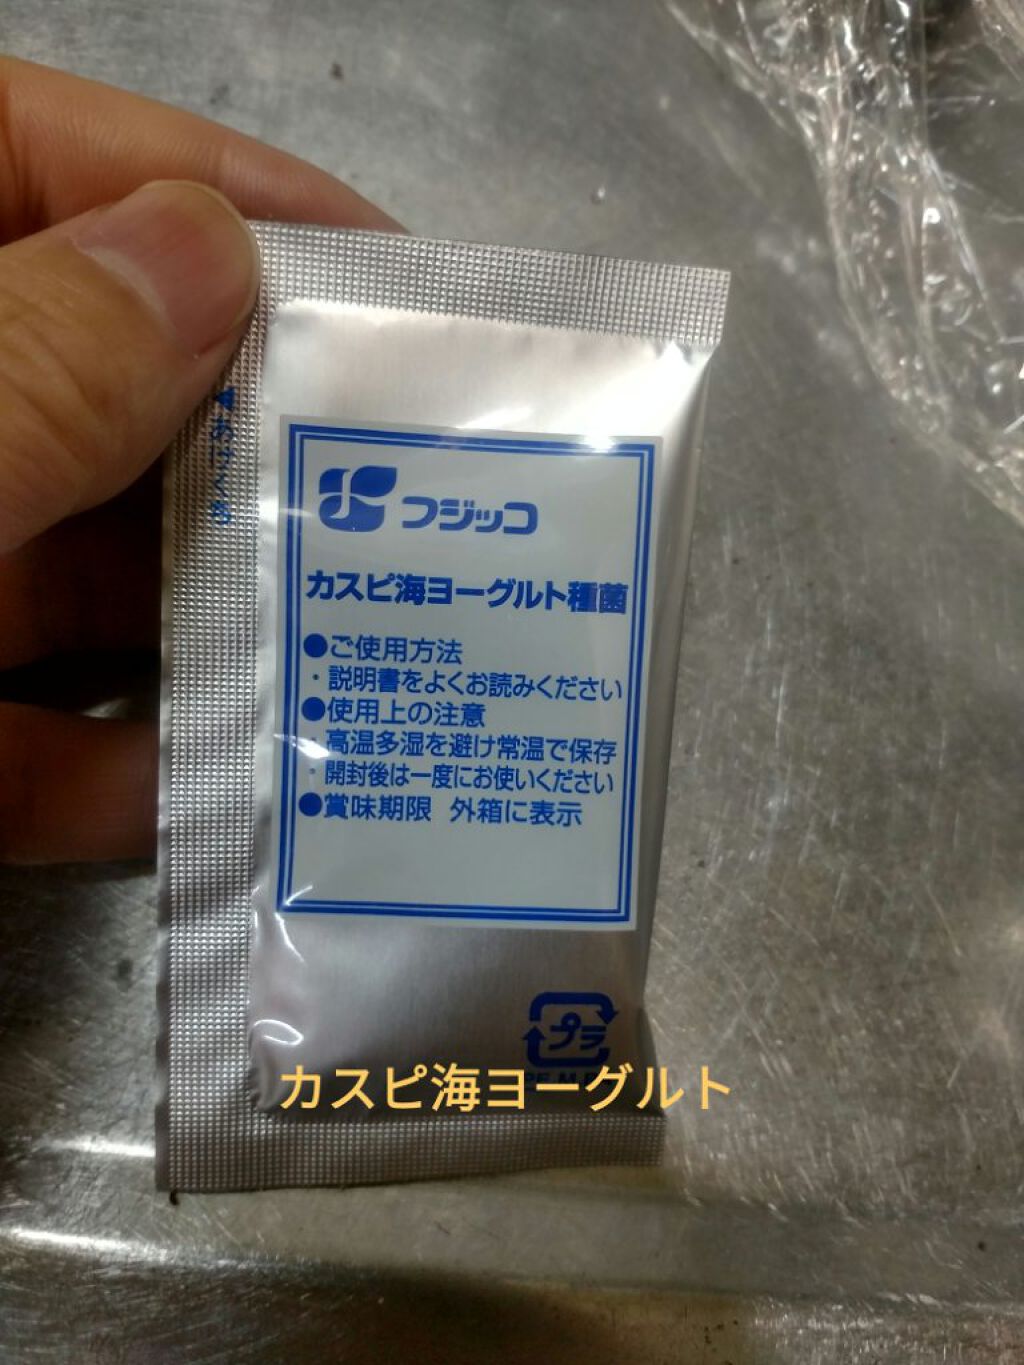 ▼あけくち
フジッコ
カスピ海ヨーグルト種菌
●ご使用方法
・説明書をよくお読みください
●使用上の注意
・高温多湿を避け常温で保存
・開封後は一度にお使いください
●賞味期限 外箱に表示
プラ
カスピ海ヨーグルト